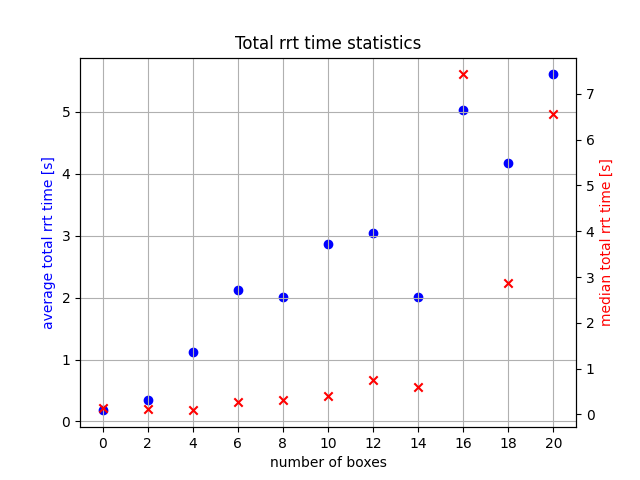 Total rrt time statistics
average total rrt time [s]
5
4
3
2
1
0
7
6
5
4
3
2
1
0
median total rrt time [s]
0 2 4 6 8 10 12 14 16 18 20
number of boxes